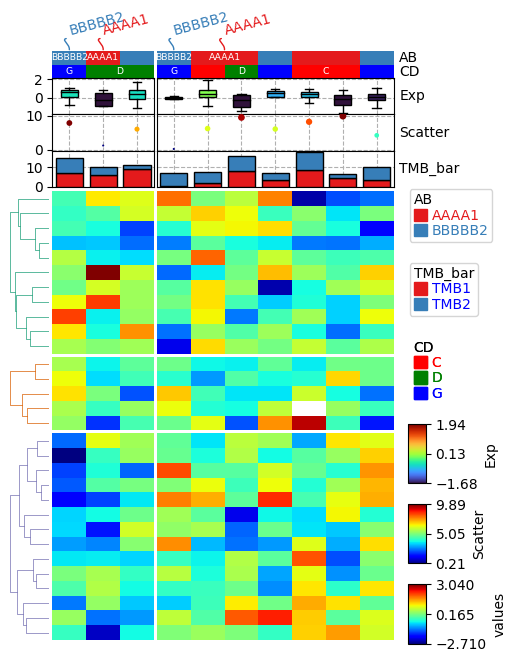 BBBBB2
AAAA1
BBBBB2
AAAA1
BBBBB2 AAAA1 BBBBB2 AAAA1 AB
G D G D C CD
2
0
Exp
10
0
Scatter
10
0
TMB_bar
AB
AAAA1
BBBBB2
TMB_bar
TMB1
TMB2
CD
C
D
G
1.94
0.13
−1.68
Exp
9.89
5.05
0.21
Scatter
3.040
0.165
−2.710
values